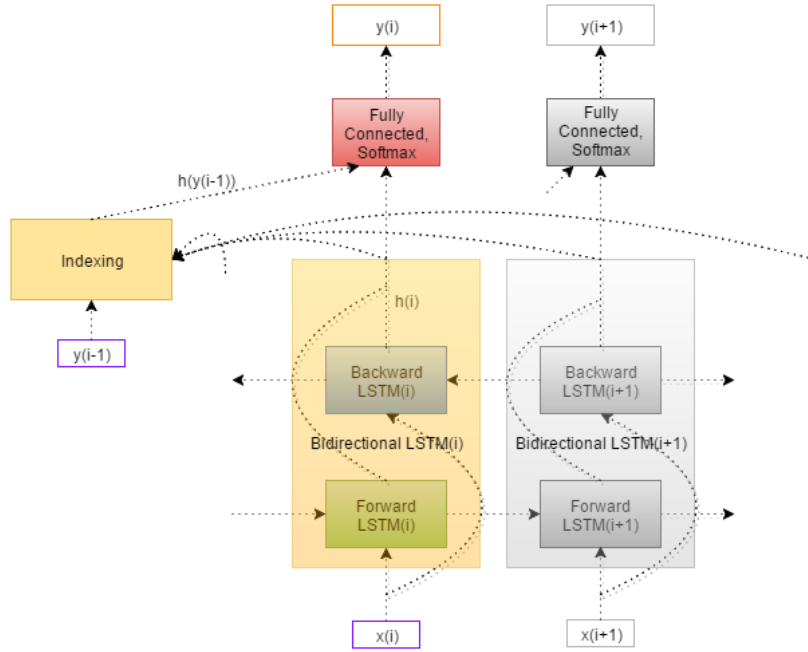 y(i)
y(i+1)
Fully
Connected,
Softmax
Fully
Connected,
Softmax
h(y(i-1))
Indexing
h(i)
y(i-1)
Backward
LSTM(i)
Backward
LSTM(i+1)
Bidirectional LSTM(i)
Bidirectional LSTM(i+1)
Forward
LSTM(i)
Forward
LSTM(i+1)
x(i)
x(i+1)